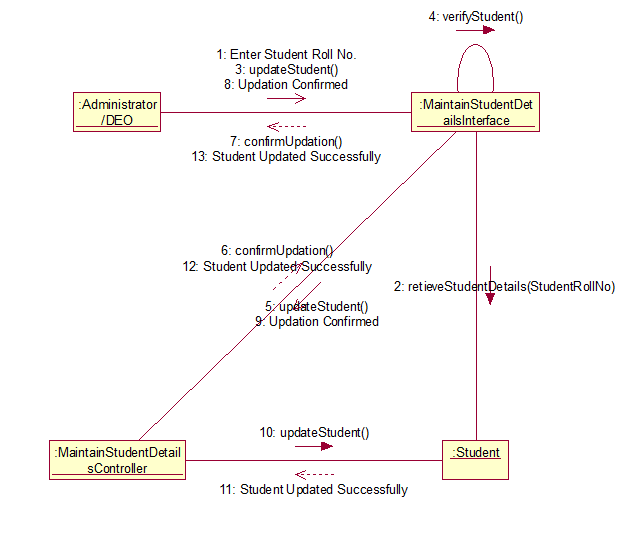 4: verifyStudent()
1: Enter Student Roll No.
3: updateStudent()
8: Updation Confirmed
:Administrator
/DEO
:MaintainStudentDet
ailsInterface
7: confirmUpdation()
13: Student Updated Successfully
6: confirmUpdation()
12: Student Updated Successfully
2: retieveStudentDetails(StudentRollNo)
5: updateStudent()
9: Updation Confirmed
10: updateStudent()
:MaintainStudentDetail
sController
:Student
11: Student Updated Successfully